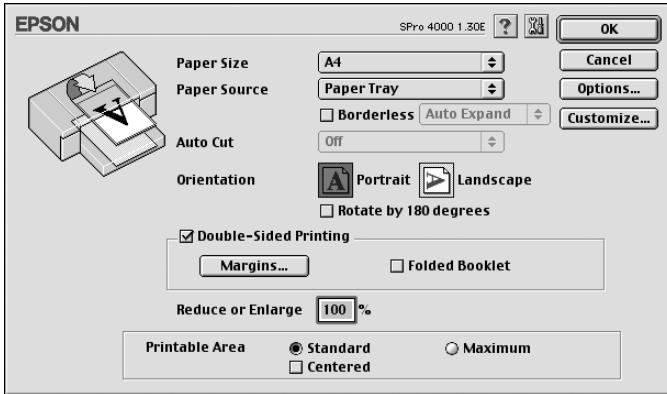 EPSON SPro 4000 1.30E ? OK
Paper Size A4 Cancel
Paper Source Paper Tray Options...
Borderless Auto Expand Customize...
Auto Cut Off
Orientation A Portrait A Landscape
Rotate by 180 degrees
Double-Sided Printing
Margins... Folded Booklet
Reduce or Enlarge 100 %
Printable Area Standard Maximum
Centered